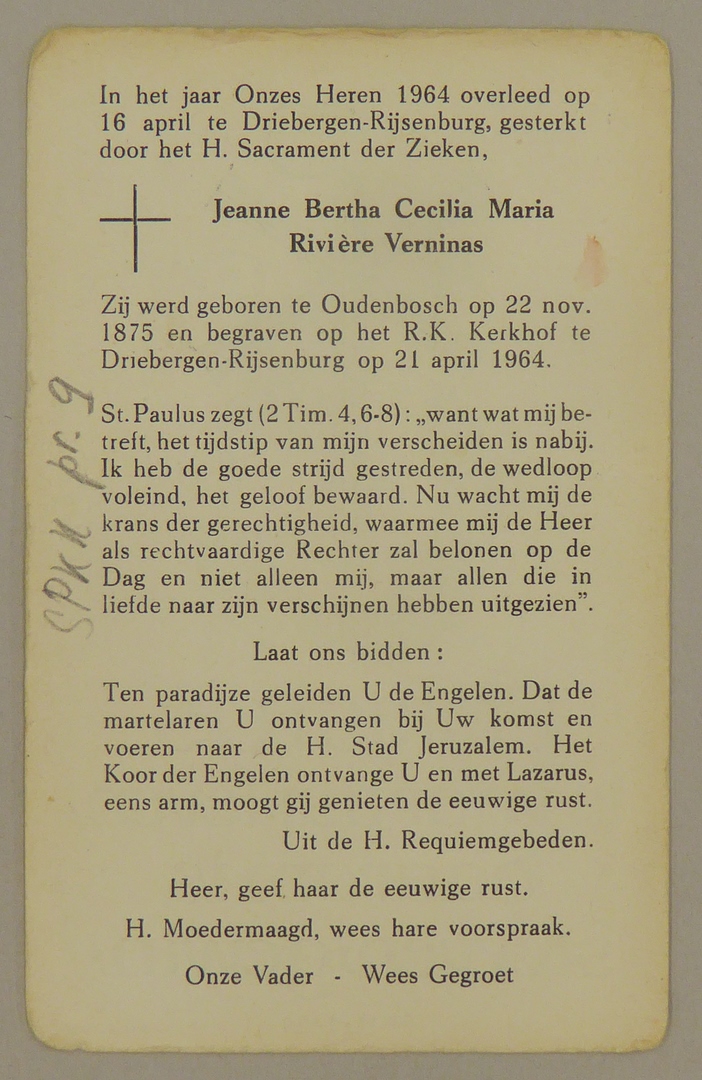 In het jaar Onzes Heren 1964 overleed op
16 april te Driebergen-Rijsenburg, gesterkt
door het H. Sacrament der Zieken,
Jeanne Bertha Cecilia Maria
Rivière Verninas
Zij werd geboren te Oudenbosch op 22 nov.
1875 en begraven op het R.K. Kerkhof te
Driebergen-Rijsenburg op 21 april 1964.
St. Paulus zegt (2 Tim. 4, 6-8) : „want wat mij be-
treft, het tijdstip van mijn verscheiden is nabij.
Ik heb de goede strijd gestreden, de wedloop
voleind, het geloof bewaard. Nu wacht mij de
krans der gerechtigheid, waarmee mij de Heer
als rechtvaardige Rechter zal belonen op de
Dag en niet alleen mij, maar allen die in
liefde naar zijn verschijnen hebben uitgezien”.
Laat ons bidden :
Ten paradijze geleiden U de Engelen. Dat de
martelaren U ontvangen bij Uw komst en
voeren naar de H. Stad Jeruzalem. Het
Koor der Engelen ontvange U en met Lazarus,
eens arm, moogt gij genieten de eeuwige rust.
Uit de H. Requiemgebeden.
Heer, geef haar de eeuwige rust.
H. Moedermaagd, wees hare voorspraak.
Onze Vader - Wees Gegroet
pr. 9